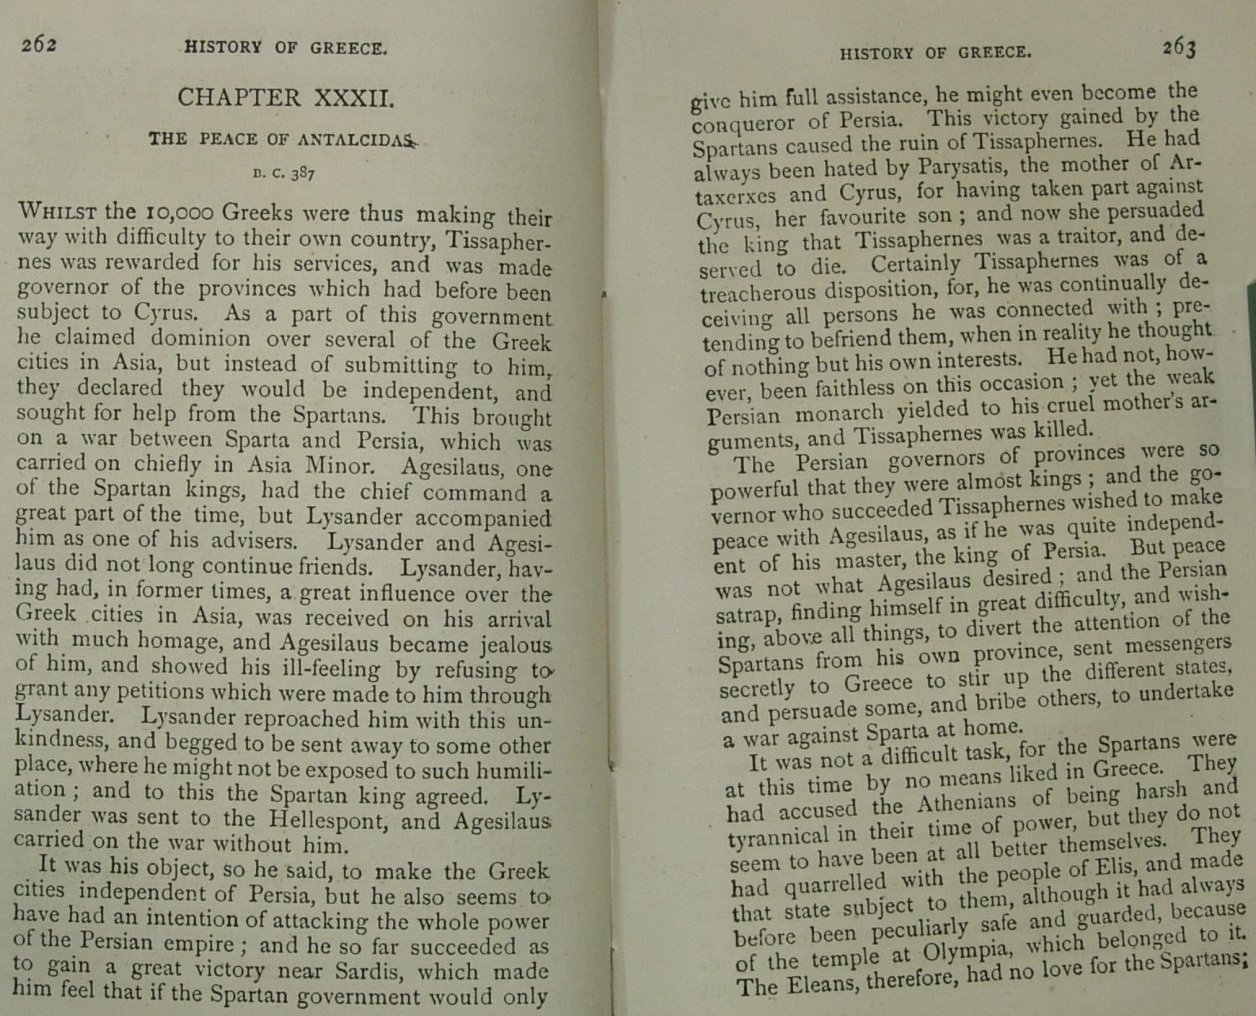 262
HISTORY OF GREECE.
CHAPTER XXXII.
THE PEACE OF ANTALCIDAS.
B. C. 387
WHILST the 10,000 Greeks were thus making their
way with difficulty to their own country, Tissapher-
nes was rewarded for his services, and was made
governor of the provinces which had before been
subject to Cyrus. As a part of this government
he claimed dominion over several of the Greek
cities in Asia, but instead of submitting to him,
they declared they would be independent, and
sought for help from the Spartans. This brought
on a war between Sparta and Persia, which was
carried on chiefly in Asia Minor. Agesilaus, one
of the Spartan kings, had the chief command a
great part of the time, but Lysander accompanied
him as one of his advisers. Lysander and Agesi-
laus did not long continue friends. Lysander, hav-
ing had, in former times, a great influence over the
Greek cities in Asia, was received on his arrival
with much homage, and Agesilaus became jealous
of him, and showed his ill-feeling by refusing to
grant any petitions which were made to him through
Lysander. Lysander reproached him with this un-
kindness, and begged to be sent away to some other
place, where he might not be exposed to such humili-
ation ; and to this the Spartan king agreed. Ly-
sander was sent to the Hellespont, and Agesilaus
carried on the war without him.
It was his object, so he said, to make the Greek
cities independent of Persia, but he also seems to
have had an intention of attacking the whole power
of the Persian empire ; and he so far succeeded as
to gain a great victory near Sardis, which made
him feel that if the Spartan government would only
HISTORY OF GREECE.
263
give him full assistance, he might even become the
conqueror of Persia. This victory gained by the
Spartans caused the ruin of Tissaphernes. He had
always been hated by Parysatis, the mother of Ar-
taxerxes and Cyrus, for having taken part against
Cyrus, her favourite son ; and now she persuaded
the king that Tissaphernes was a traitor, and de-
served to die. Certainly Tissaphernes was of a
treacherous disposition, for, he was continually de-
ceiving all persons he was connected with ; pre-
tending to befriend them, when in reality he thought
of nothing but his own interests. He had not, how-
ever, been faithless on this occasion ; yet the weak
Persian monarch yielded to his cruel mother's ar-
guments, and Tissaphernes was killed.
The Persian governors of provinces were so
powerful that they were almost kings ; and the go-
vernor who succeeded Tissaphernes wished to make
peace with Agesilaus, as if he was quite independ-
ent of his master, the king of Persia. But peace
was not what Agesilaus desired ; and the Persian
satrap, finding himself in great difficulty, and wish-
ing, above all things, to divert the attention of the
Spartans from his own province, sent messengers
secretly to Greece to stir up the different states,
and persuade some, and bribe others, to undertake
a war against Sparta at home.
It was not a difficult task, for the Spartans were
at this time by no means liked in Greece. They
had accused the Athenians of being harsh and
tyrannical in their time of power, but they do not
seem to have been at all better themselves. They
had quarrelled with the people of Elis, and made
that state subject to them, although it had always
before been peculiarly safe and guarded, because
of the temple at Olympia, which belonged to it.
The Eleans, therefore, had no love for the Spartans;